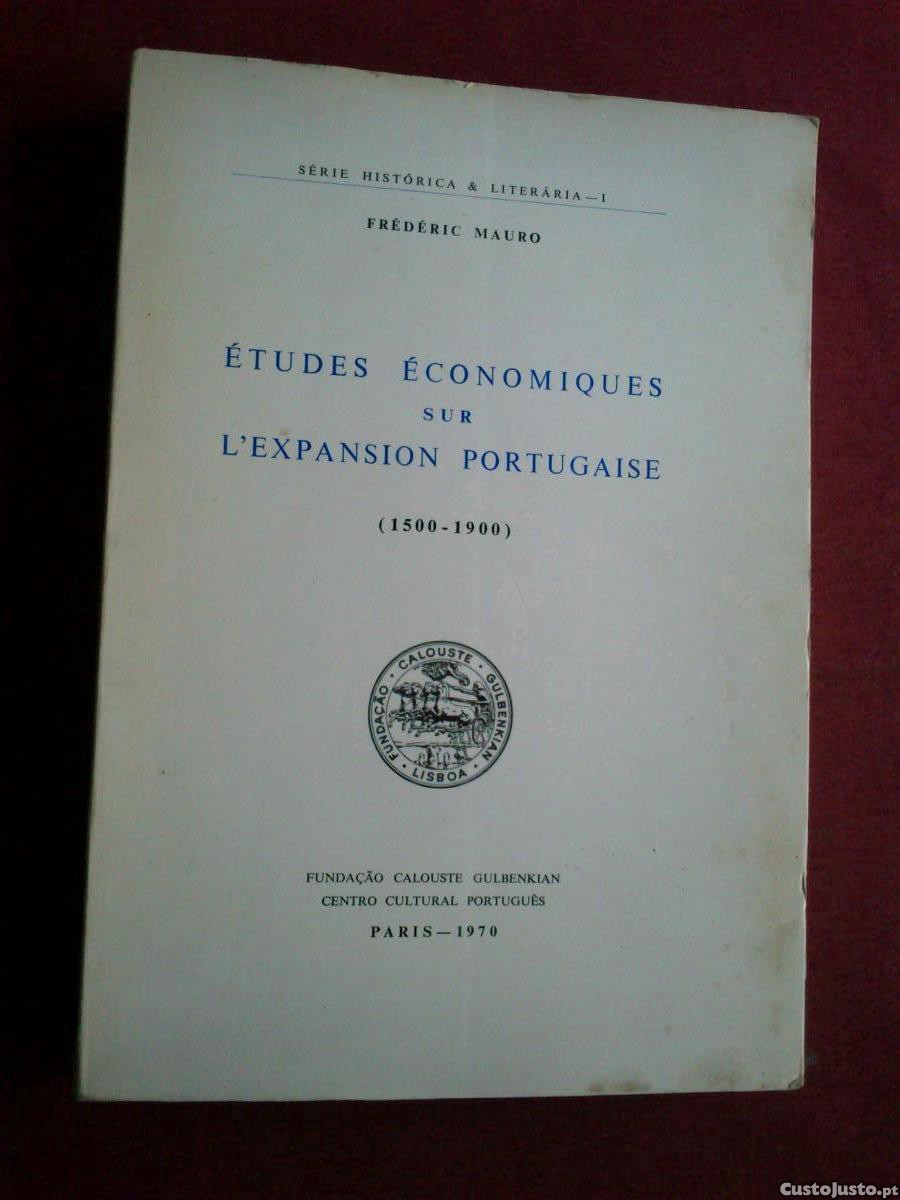 SÉRIE HISTÓRICA & LITERÁRIA — I
FRÉDÉRIC MAURO
ÉTUDES ÉCONOMIQUES
SUR
L'EXPANSION PORTUGAISE
(1500-1900)
FUNDAÇÃO · CALOUSTE · GULBENKIAN · LISBOA ·
FUNDAÇÃO CALOUSTE GULBENKIAN
CENTRO CULTURAL PORTUGUÊS
PARIS — 1970
CustoJusto.pt